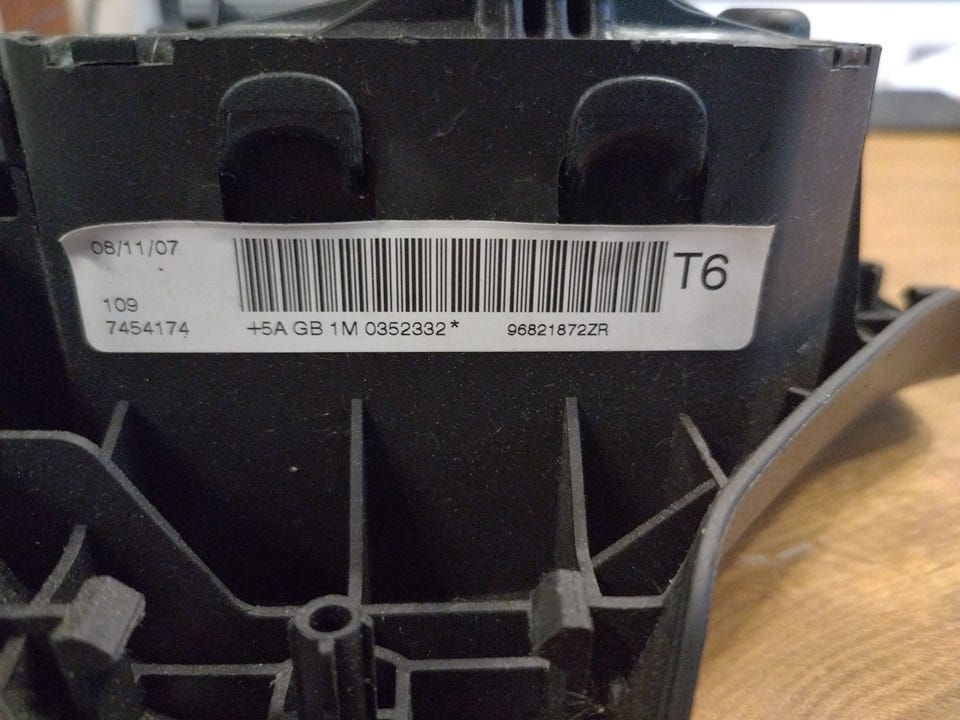 08/11/07
T6
109
7454174 +5A GB 1M 0352332* 96821872ZR